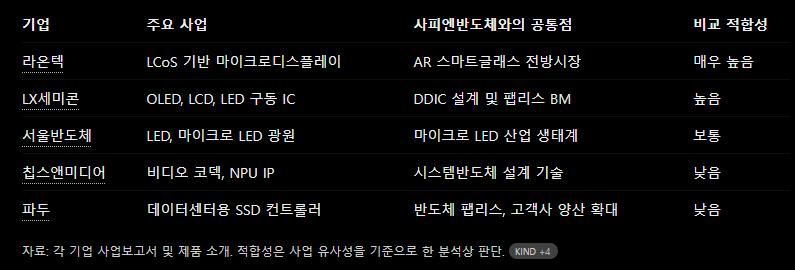 기업 주요 사업 사피엔반도체와의 공통점 비교 적합성
라온텍 LCoS 기반 마이크로디스플레이 AR 스마트글래스 전방시장 매우 높음
LX세미콘 OLED, LCD, LED 구동 IC DDIC 설계 및 팹리스 BM 높음
서울반도체 LED, 마이크로 LED 광원 마이크로 LED 산업 생태계 보통
칩스앤미디어 비디오 코덱, NPU IP 시스템반도체 설계 기술 낮음
파두 데이터센터용 SSD 컨트롤러 반도체 팹리스, 고객사 양산 확대 낮음
자료: 각 기업 사업보고서 및 제품 소개. 적합성은 사업 유사성을 기준으로 한 분석상 판단. KIND +4